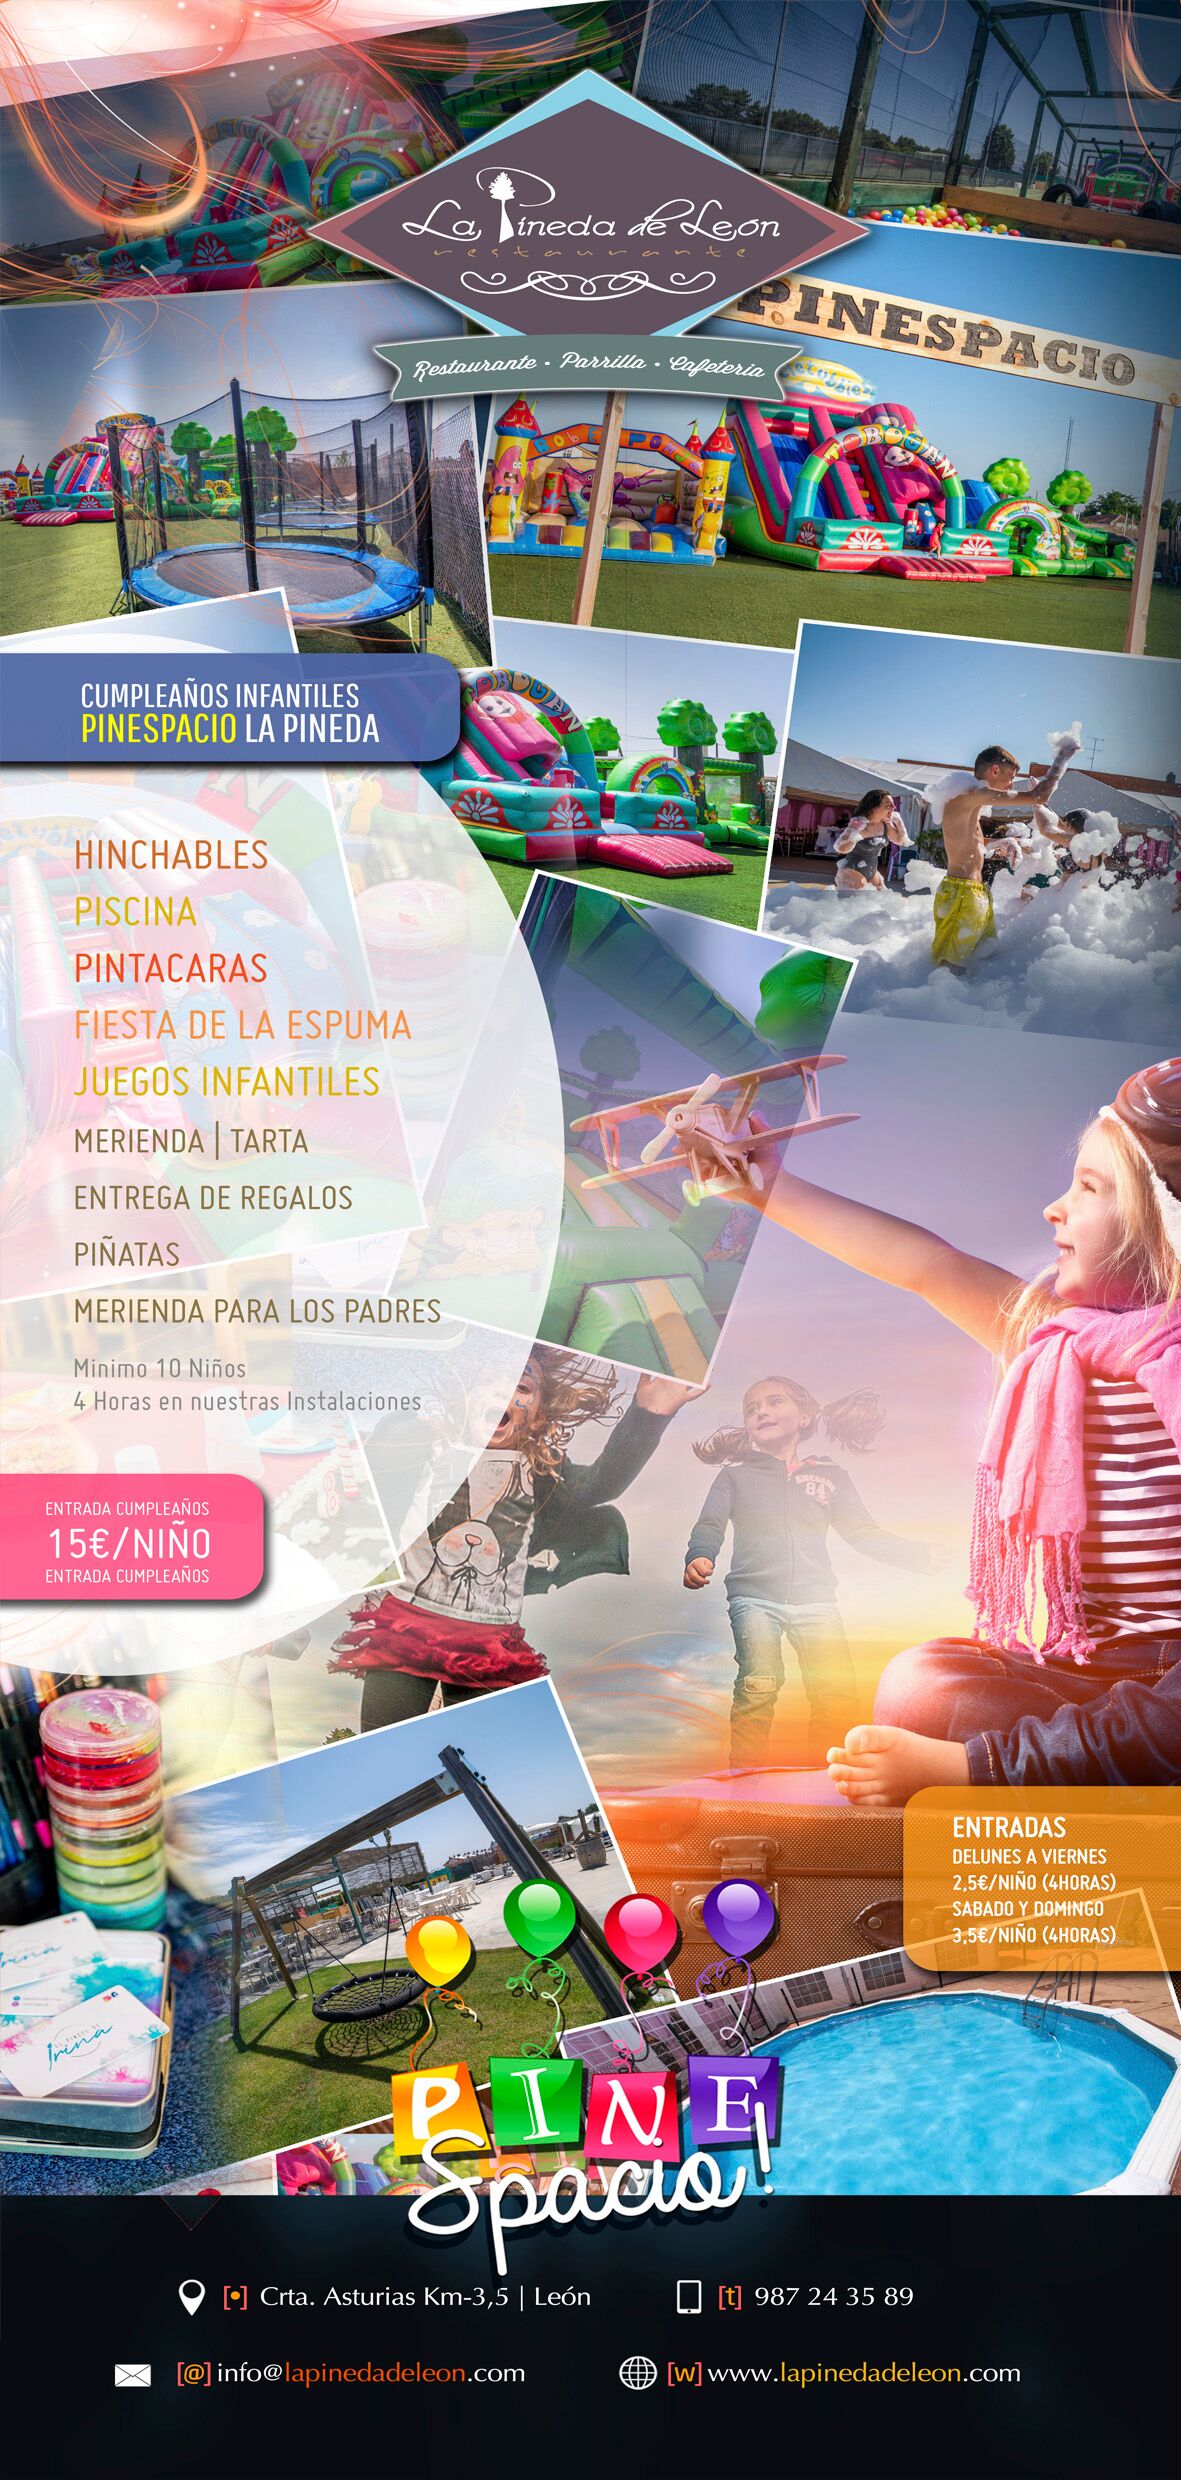 La Pineda de León
restaurante
Restaurante · Parrilla · Cafeteria
PINESPACIO
TOBOGAN
CUMPLEAÑOS INFANTILES
PINESPACIO LA PINEDA
TOBOGAN
HINCHABLES
PISCINA
PINTACARAS
FIESTA DE LA ESPUMA
JUEGOS INFANTILES
MERIENDA | TARTA
ENTREGA DE REGALOS
PIÑATAS
MERIENDA PARA LOS PADRES
Minimo 10 Niños
4 Horas en nuestras Instalaciones
ENTRADA CUMPLEAÑOS
15€/NIÑO
ENTRADA CUMPLEAÑOS
ENTRADAS
DELUNES A VIERNES
2,5€/NIÑO (4HORAS)
SABADO Y DOMINGO
3,5€/NIÑO (4HORAS)
Irina
PINE
Spacio!
[•] Crta. Asturias Km-3,5 | León
[t] 987 24 35 89
[@] info@lapinedadeleon.com
[w] www.lapinedadeleon.com